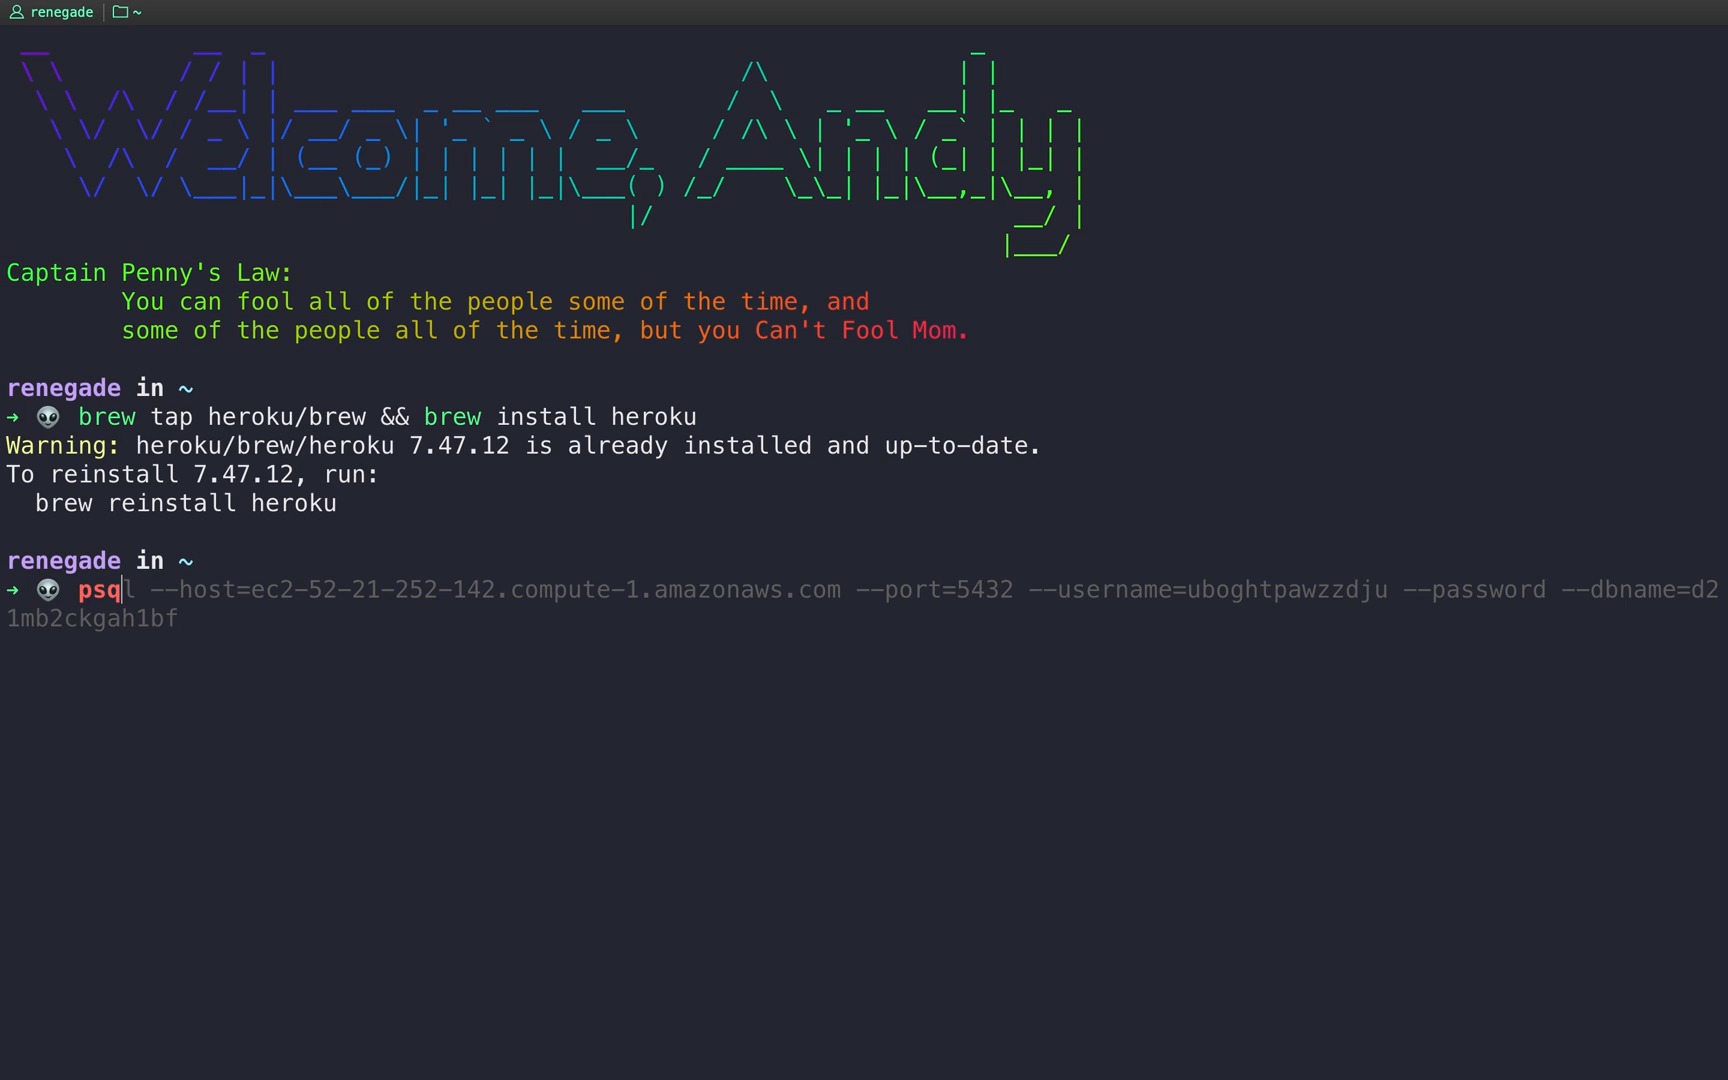 renegade ~
Welcome, Andy
Captain Penny's Law:
You can fool all of the people some of the time, and
some of the people all of the time, but you Can't Fool Mom.
renegade in ~
→ 👽 brew tap heroku/brew && brew install heroku
Warning: heroku/brew/heroku 7.47.12 is already installed and up-to-date.
To reinstall 7.47.12, run:
brew reinstall heroku
renegade in ~
→ 👽 psql --host=ec2-52-21-252-142.compute-1.amazonaws.com --port=5432 --username=uboghtpawzzdju --password --dbname=d2
1mb2ckgah1bf